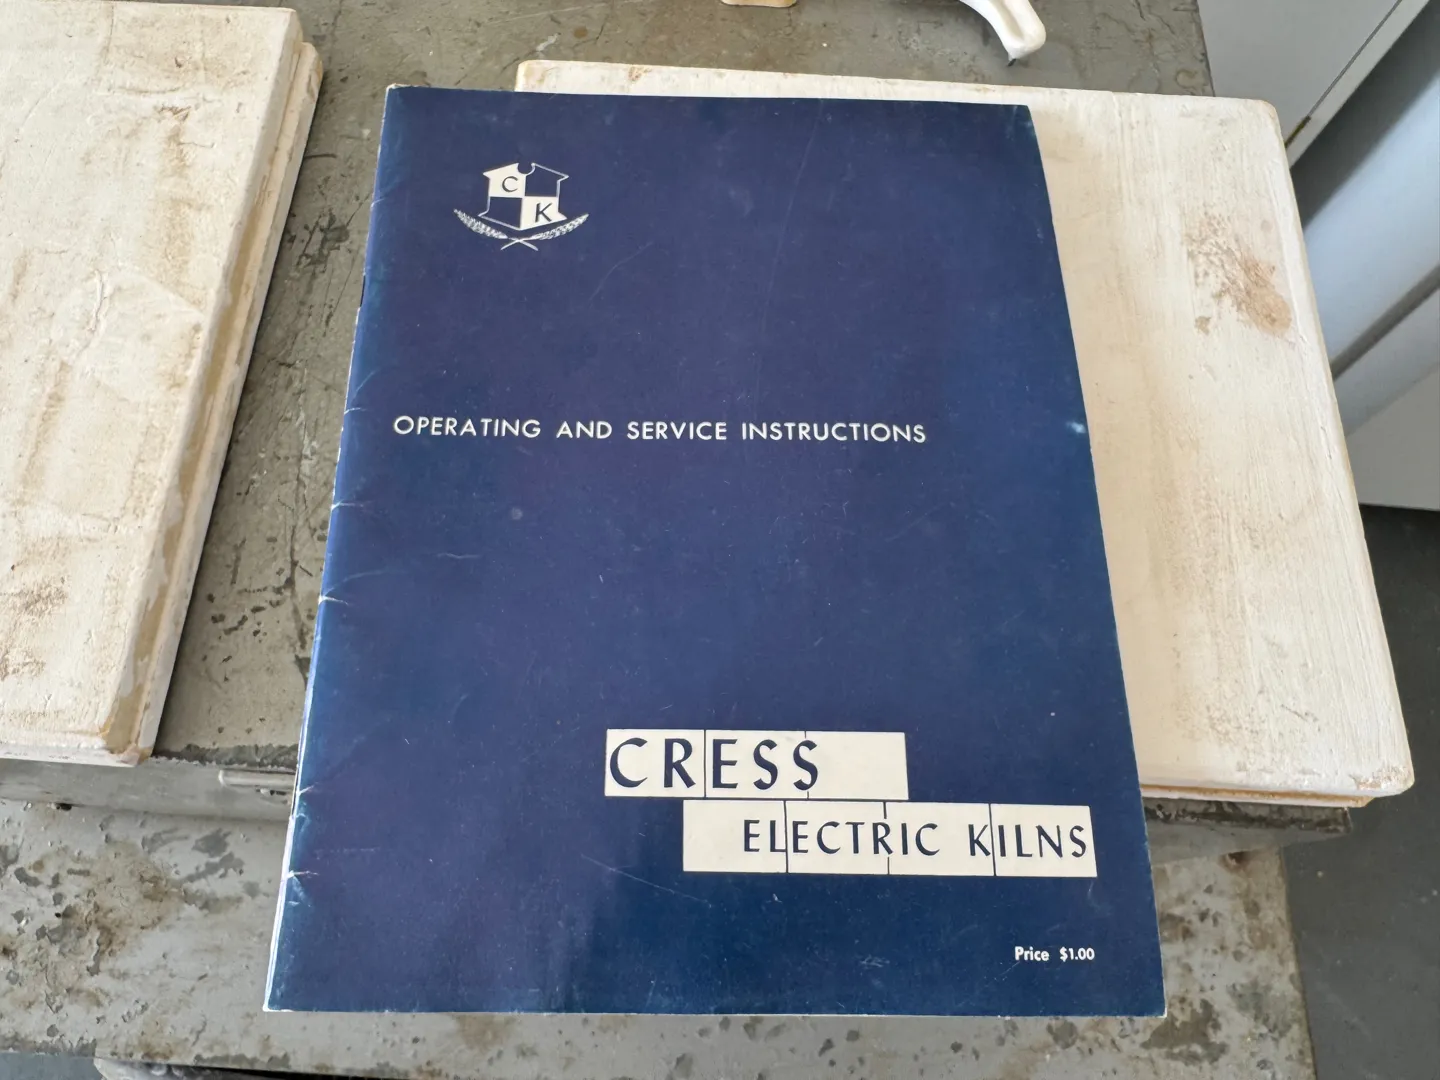 C
K
OPERATING AND SERVICE INSTRUCTIONS
CRESS
ELECTRIC KILNS
Price $1.00